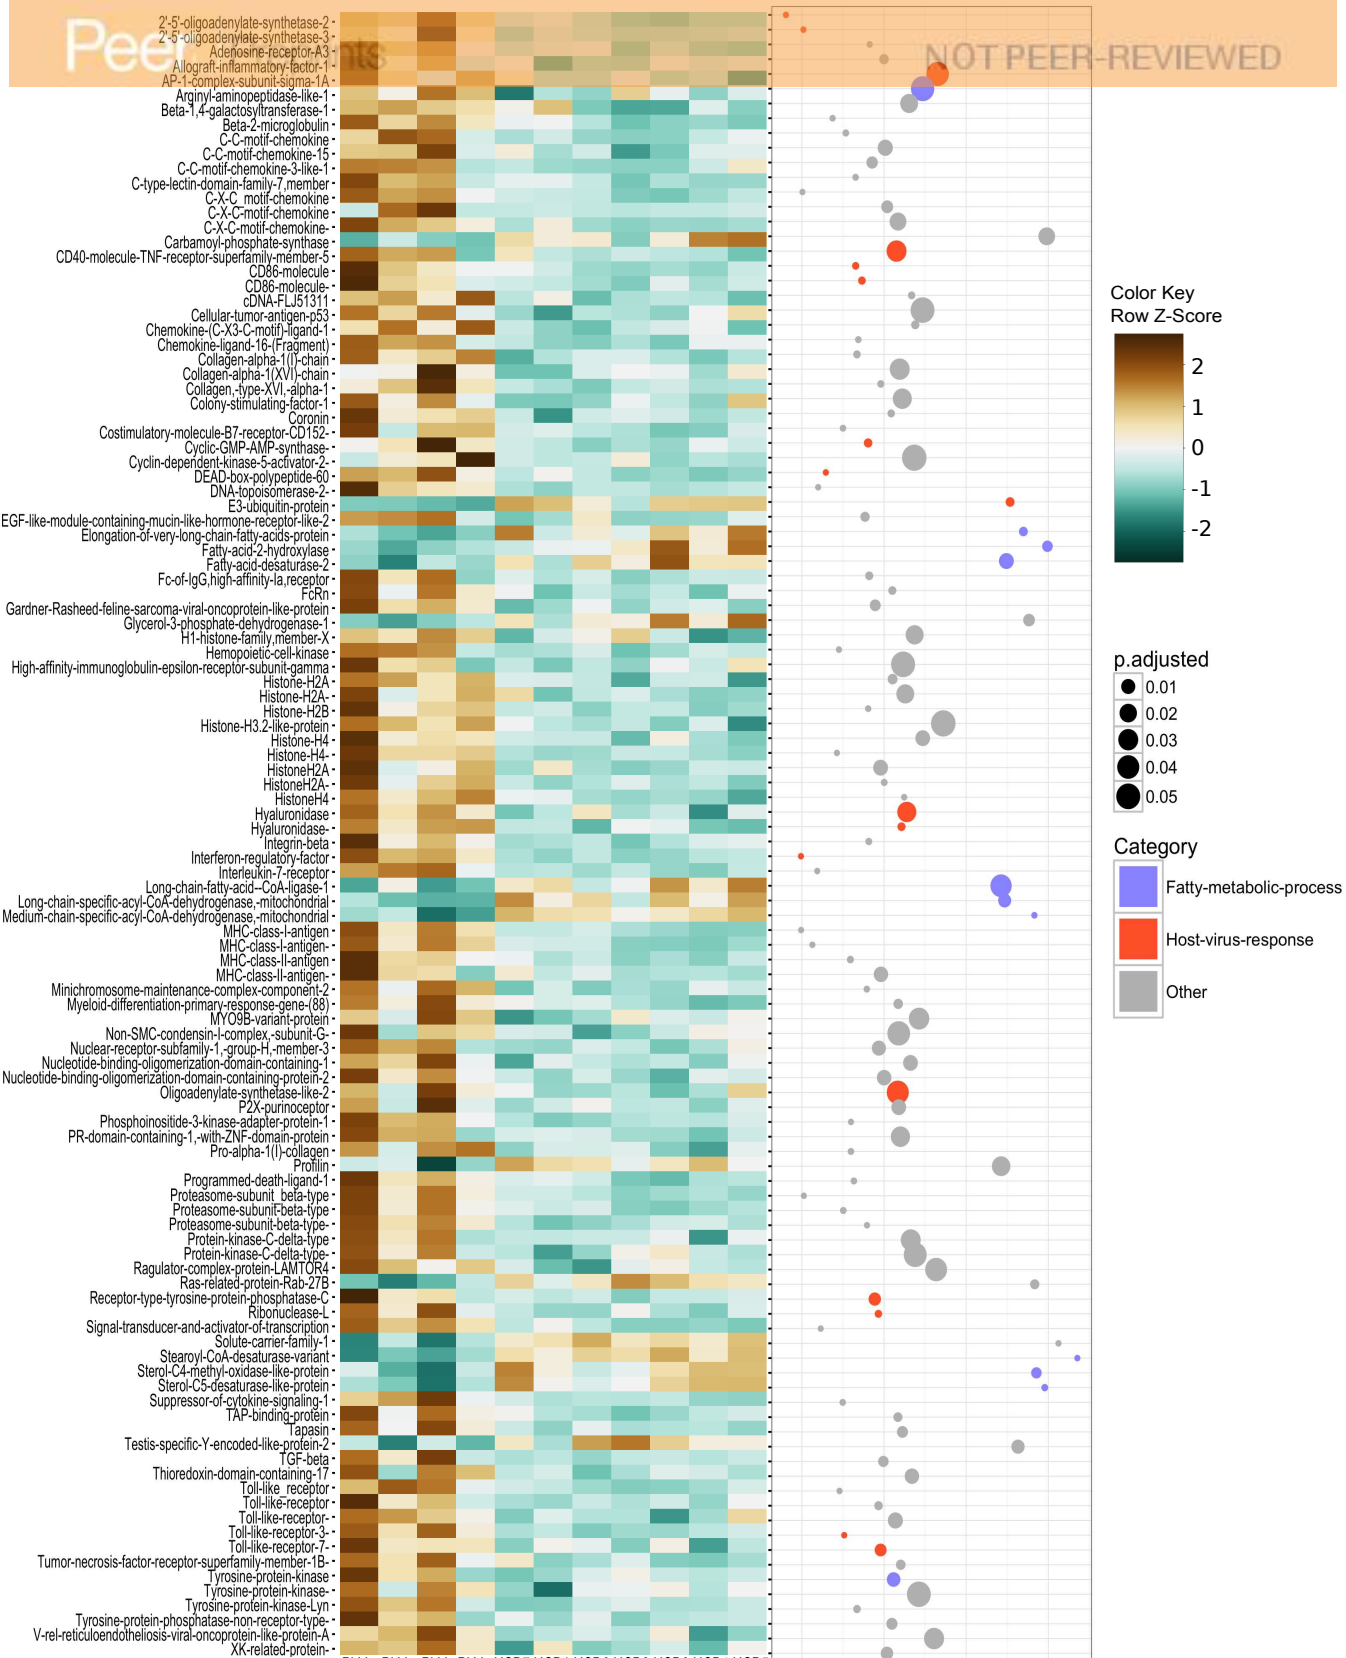 PeerJ Preprints
NOT PEER-REVIEWED
2'-5'-oligoadenylate-synthetase-2
2'-5'-oligoadenylate-synthetase-3
Adenosine-receptor-A3
Allograft-inflammatory-factor-1
AP-1-complex-subunit-sigma-1A
Arginyl-aminopeptidase-like-1
Beta-1,4-galactosyltransferase-1
Beta-2-microglobulin
C-C-motif-chemokine
C-C-motif-chemokine-15
C-C-motif-chemokine-3-like-1
C-type-lectin-domain-family-7,member
C-X-C_motif-chemokine
C-X-C-motif-chemokine
C-X-C-motif-chemokine-
Carbamoyl-phosphate-synthase
CD40-molecule-TNF-receptor-superfamily-member-5
CD86-molecule
CD86-molecule-
cDNA-FLJ51311
Cellular-tumor-antigen-p53
Chemokine-(C-X3-C-motif)-ligand-1
Chemokine-ligand-16-(Fragment)
Collagen-alpha-1(I)-chain
Collagen-alpha-1(XVI)-chain
Collagen,-type-XVI,-alpha-1
Colony-stimulating-factor-1
Coronin
Costimulatory-molecule-B7-receptor-CD152-
Cyclic-GMP-AMP-synthase-
Cyclin-dependent-kinase-5-activator-2-
DEAD-box-polypeptide-60
DNA-topoisomerase-2-
E3-ubiquitin-protein
EGF-like-module-containing-mucin-like-hormone-receptor-like-2
Elongation-of-very-long-chain-fatty-acids-protein
Fatty-acid-2-hydroxylase
Fatty-acid-desaturase-2
Fc-of-IgG,high-affinity-Ia,receptor
FcRn
Gardner-Rasheed-feline-sarcoma-viral-oncoprotein-like-protein
Glycerol-3-phosphate-dehydrogenase-1
H1-histone-family,member-X
Hemopoietic-cell-kinase
High-affinity-immunoglobulin-epsilon-receptor-subunit-gamma
Histone-H2A
Histone-H2A-
Histone-H2B
Histone-H3.2-like-protein
Histone-H4
Histone-H4-
HistoneH2A
HistoneH2A-
HistoneH4
Hyaluronidase
Hyaluronidase-
Integrin-beta
Interferon-regulatory-factor
Interleukin-7-receptor
Long-chain-fatty-acid--CoA-ligase-1
Long-chain-specific-acyl-CoA-dehydrogenase,-mitochondrial
Medium-chain-specific-acyl-CoA-dehydrogenase,-mitochondrial
MHC-class-I-antigen
MHC-class-I-antigen-
MHC-class-II-antigen
MHC-class-II-antigen-
Minichromosome-maintenance-complex-component-2
Myeloid-differentiation-primary-response-gene-(88)
MYO9B-variant-protein
Non-SMC-condensin-I-complex,-subunit-G-
Nuclear-receptor-subfamily-1,-group-H,-member-3
Nucleotide-binding-oligomerization-domain-containing-1
Nucleotide-binding-oligomerization-domain-containing-protein-2
Oligoadenylate-synthetase-like-2
P2X-purinoceptor
Phosphoinositide-3-kinase-adapter-protein-1
PR-domain-containing-1,-with-ZNF-domain-protein
Pro-alpha-1(I)-collagen
Profilin
Programmed-death-ligand-1
Proteasome-subunit_beta-type
Proteasome-subunit-beta-type
Proteasome-subunit-beta-type-
Protein-kinase-C-delta-type
Protein-kinase-C-delta-type-
Ragulator-complex-protein-LAMTOR4
Ras-related-protein-Rab-27B
Receptor-type-tyrosine-protein-phosphatase-C
Ribonuclease-L
Signal-transducer-and-activator-of-transcription
Solute-carrier-family-1
Stearoyl-CoA-desaturase-variant
Sterol-C4-methyl-oxidase-like-protein
Sterol-C5-desaturase-like-protein
Suppressor-of-cytokine-signaling-1
TAP-binding-protein
Tapasin
Testis-specific-Y-encoded-like-protein-2
TGF-beta
Thioredoxin-domain-containing-17
Toll-like_receptor
Toll-like-receptor
Toll-like-receptor-
Toll-like-receptor-3-
Toll-like-receptor-7-
Tumor-necrosis-factor-receptor-superfamily-member-1B-
Tyrosine-protein-kinase
Tyrosine-protein-kinase-
Tyrosine-protein-kinase-Lyn
Tyrosine-protein-phosphatase-non-receptor-type-
V-rel-reticuloendotheliosis-viral-oncoprotein-like-protein-A
XK-related-protein-
Color Key
Row Z-Score
2
1
0
-1
-2
p.adjusted
0.01
0.02
0.03
0.04
0.05
Category
Fatty-metabolic-process
Host-virus-response
Other